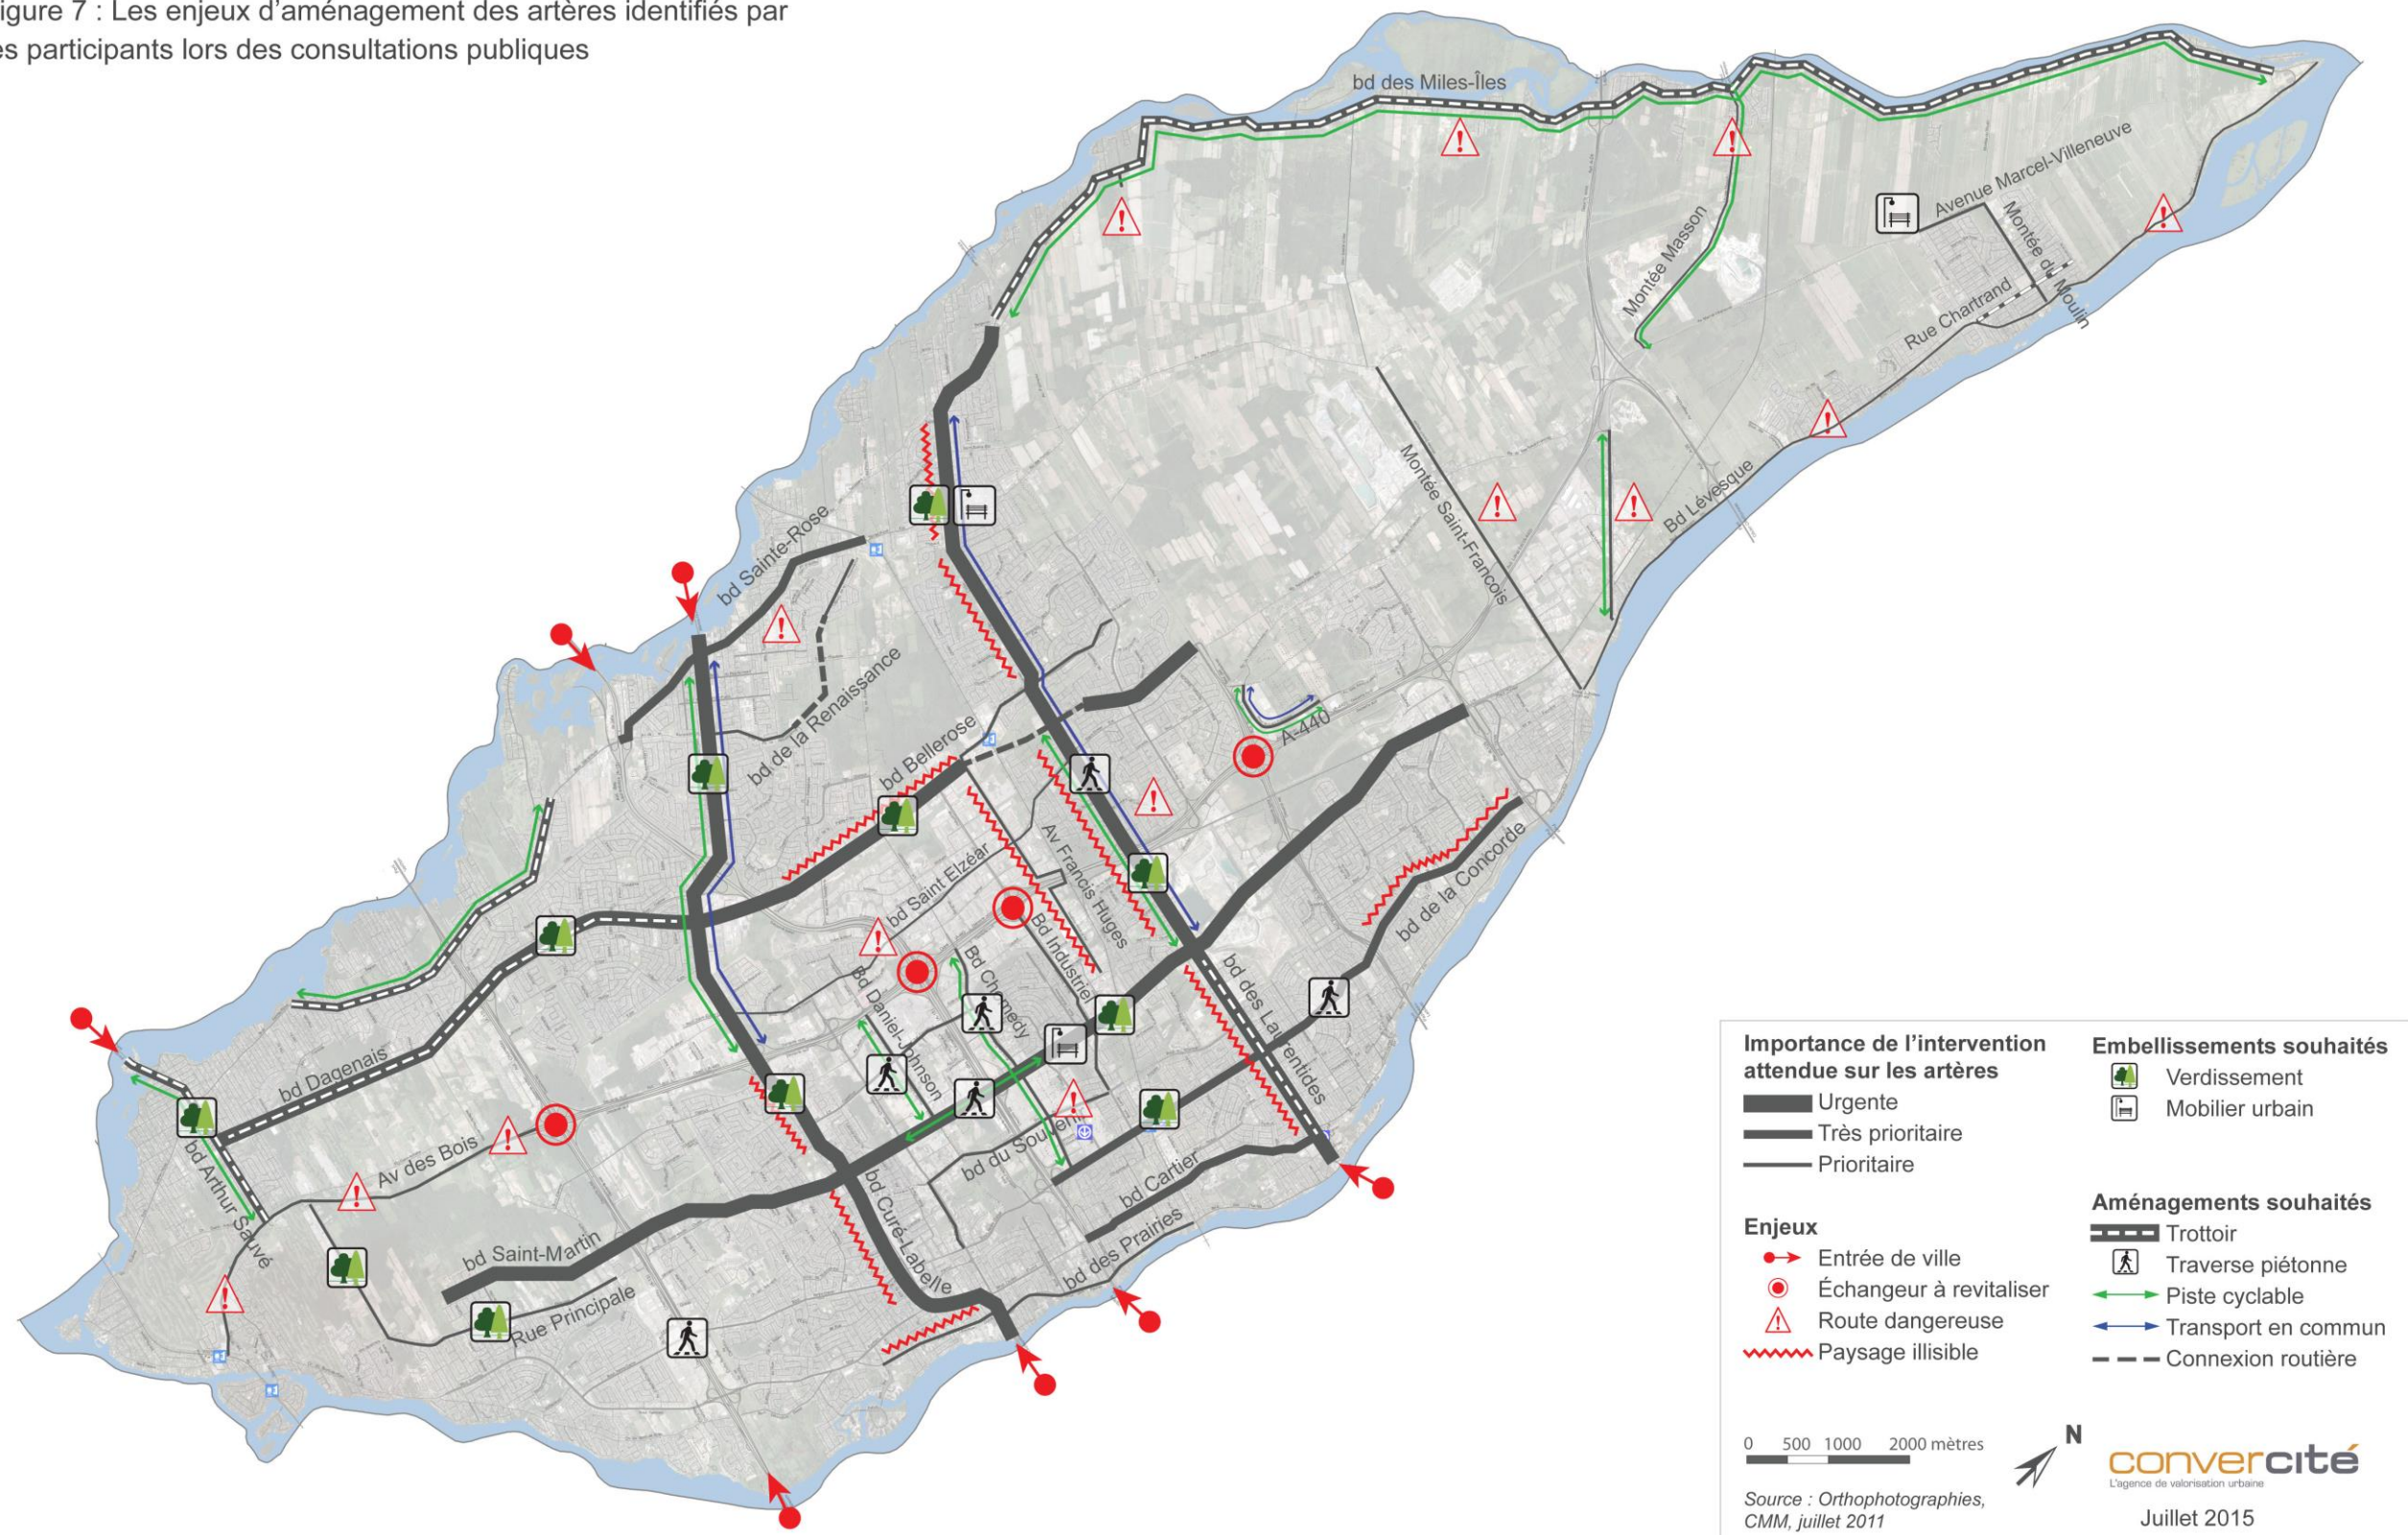 igure 7 : Les enjeux d’aménagement des artères identifiés par
es participants lors des consultations publiques
bd des Miles-Îles
Avenue Marcel-Villeneuve
Montée du Moulin
Montée Masson
Rue Chartrand
Montée Saint-Francois
Bd Lévesque
bd Sainte-Rose
bd de la Renaissance
bd Bellerose
A-440
Av Francis Huges
bd Saint Elzéar
bd de la Concorde
Bd Industriel
Bd Chomedy
Bd Daniel-Johnson
bd des Laurentides
bd Dagenais
Av des Bois
bd du Souvenir
bd Arthur Sauvé
bd Cartier
bd Curé-Labelle
bd des Prairies
bd Saint-Martin
Rue Principale
Importance de l’intervention
attendue sur les artères
Urgente
Très prioritaire
Prioritaire
Enjeux
Entrée de ville
Échangeur à revitaliser
Route dangereuse
Paysage illisible
Embellissements souhaités
Verdissement
Mobilier urbain
Aménagements souhaités
Trottoir
Traverse piétonne
Piste cyclable
Transport en commun
Connexion routière
0 500 1000 2000 mètres
N
Source : Orthophotographies,
CMM, juillet 2011
convercité
L'agence de valorisation urbaine
Juillet 2015